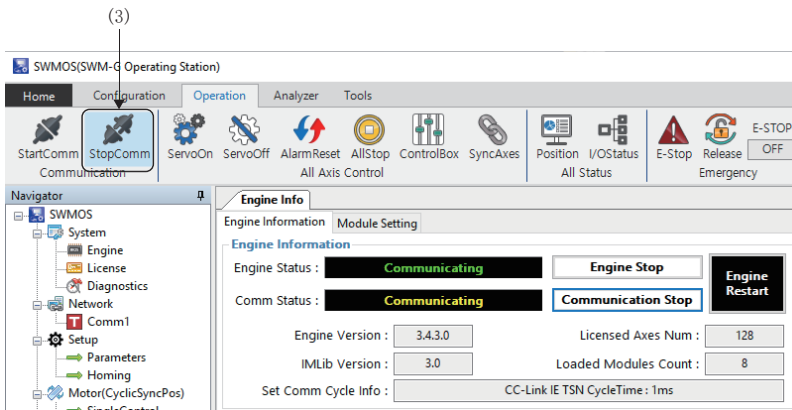 (3)
SWMOS(SWM-G Operating Station)
Home Configuration Operation Analyzer Tools
StartComm StopComm ServoOn ServoOff AlarmReset AllStop ControlBox SyncAxes Position I/OStatus E-Stop Release E-STOP OFF
Communication All Axis Control All Status Emergency
Navigator
SWMOS
System
Engine
License
Diagnostics
Network
Comm1
Setup
Parameters
Homing
Motor(CyclicSyncPos)
SingleControl
Engine Info
Engine Information Module Setting
Engine Information
Engine Status : Communicating Engine Stop
Engine Restart
Comm Status : Communicating Communication Stop
Engine Version : 3.4.3.0 Licensed Axes Num : 128
IMLib Version : 3.0 Loaded Modules Count : 8
Set Comm Cycle Info : CC-Link IE TSN CycleTime : 1ms